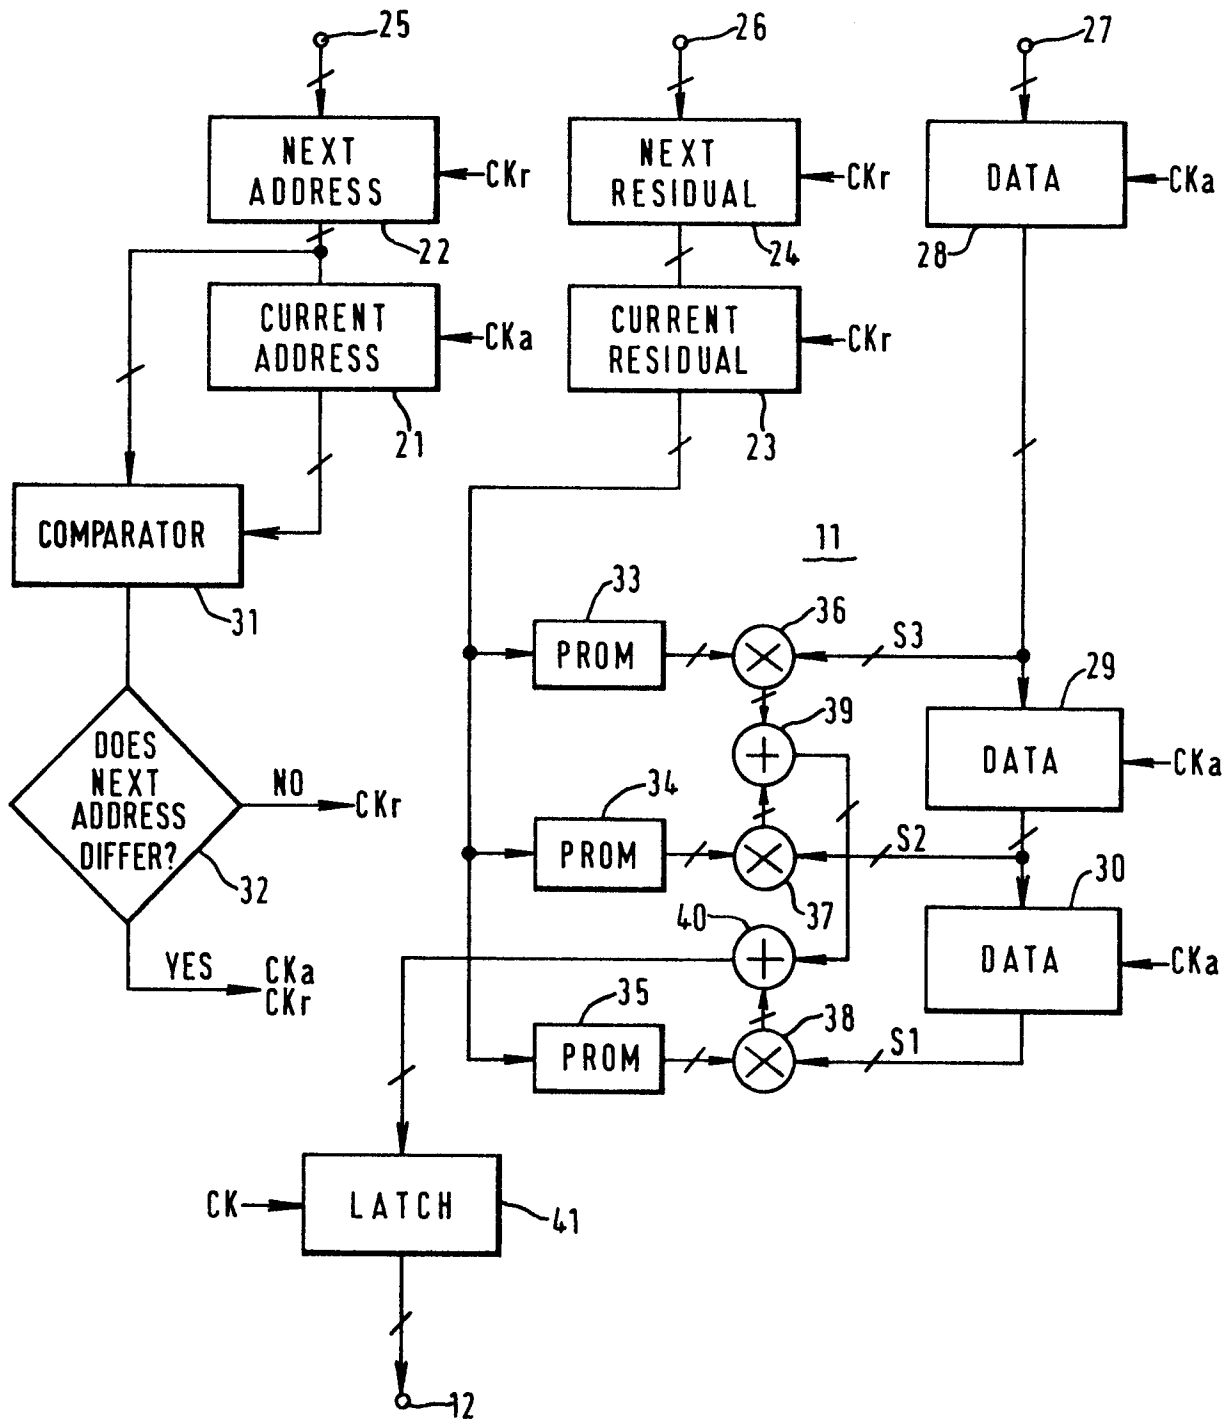 25
26
27
NEXT
ADDRESS
CKr
22
NEXT
RESIDUAL
CKr
24
DATA
CKa
28
CURRENT
ADDRESS
CKa
21
CURRENT
RESIDUAL
CKr
23
COMPARATOR
31
11
33
PROM
36
S3
29
DATA
CKa
39
DOES
NEXT
ADDRESS
DIFFER?
NO
CKr
32
YES
CKa
CKr
34
PROM
37
S2
30
DATA
CKa
40
35
PROM
38
S1
CK
LATCH
41
12